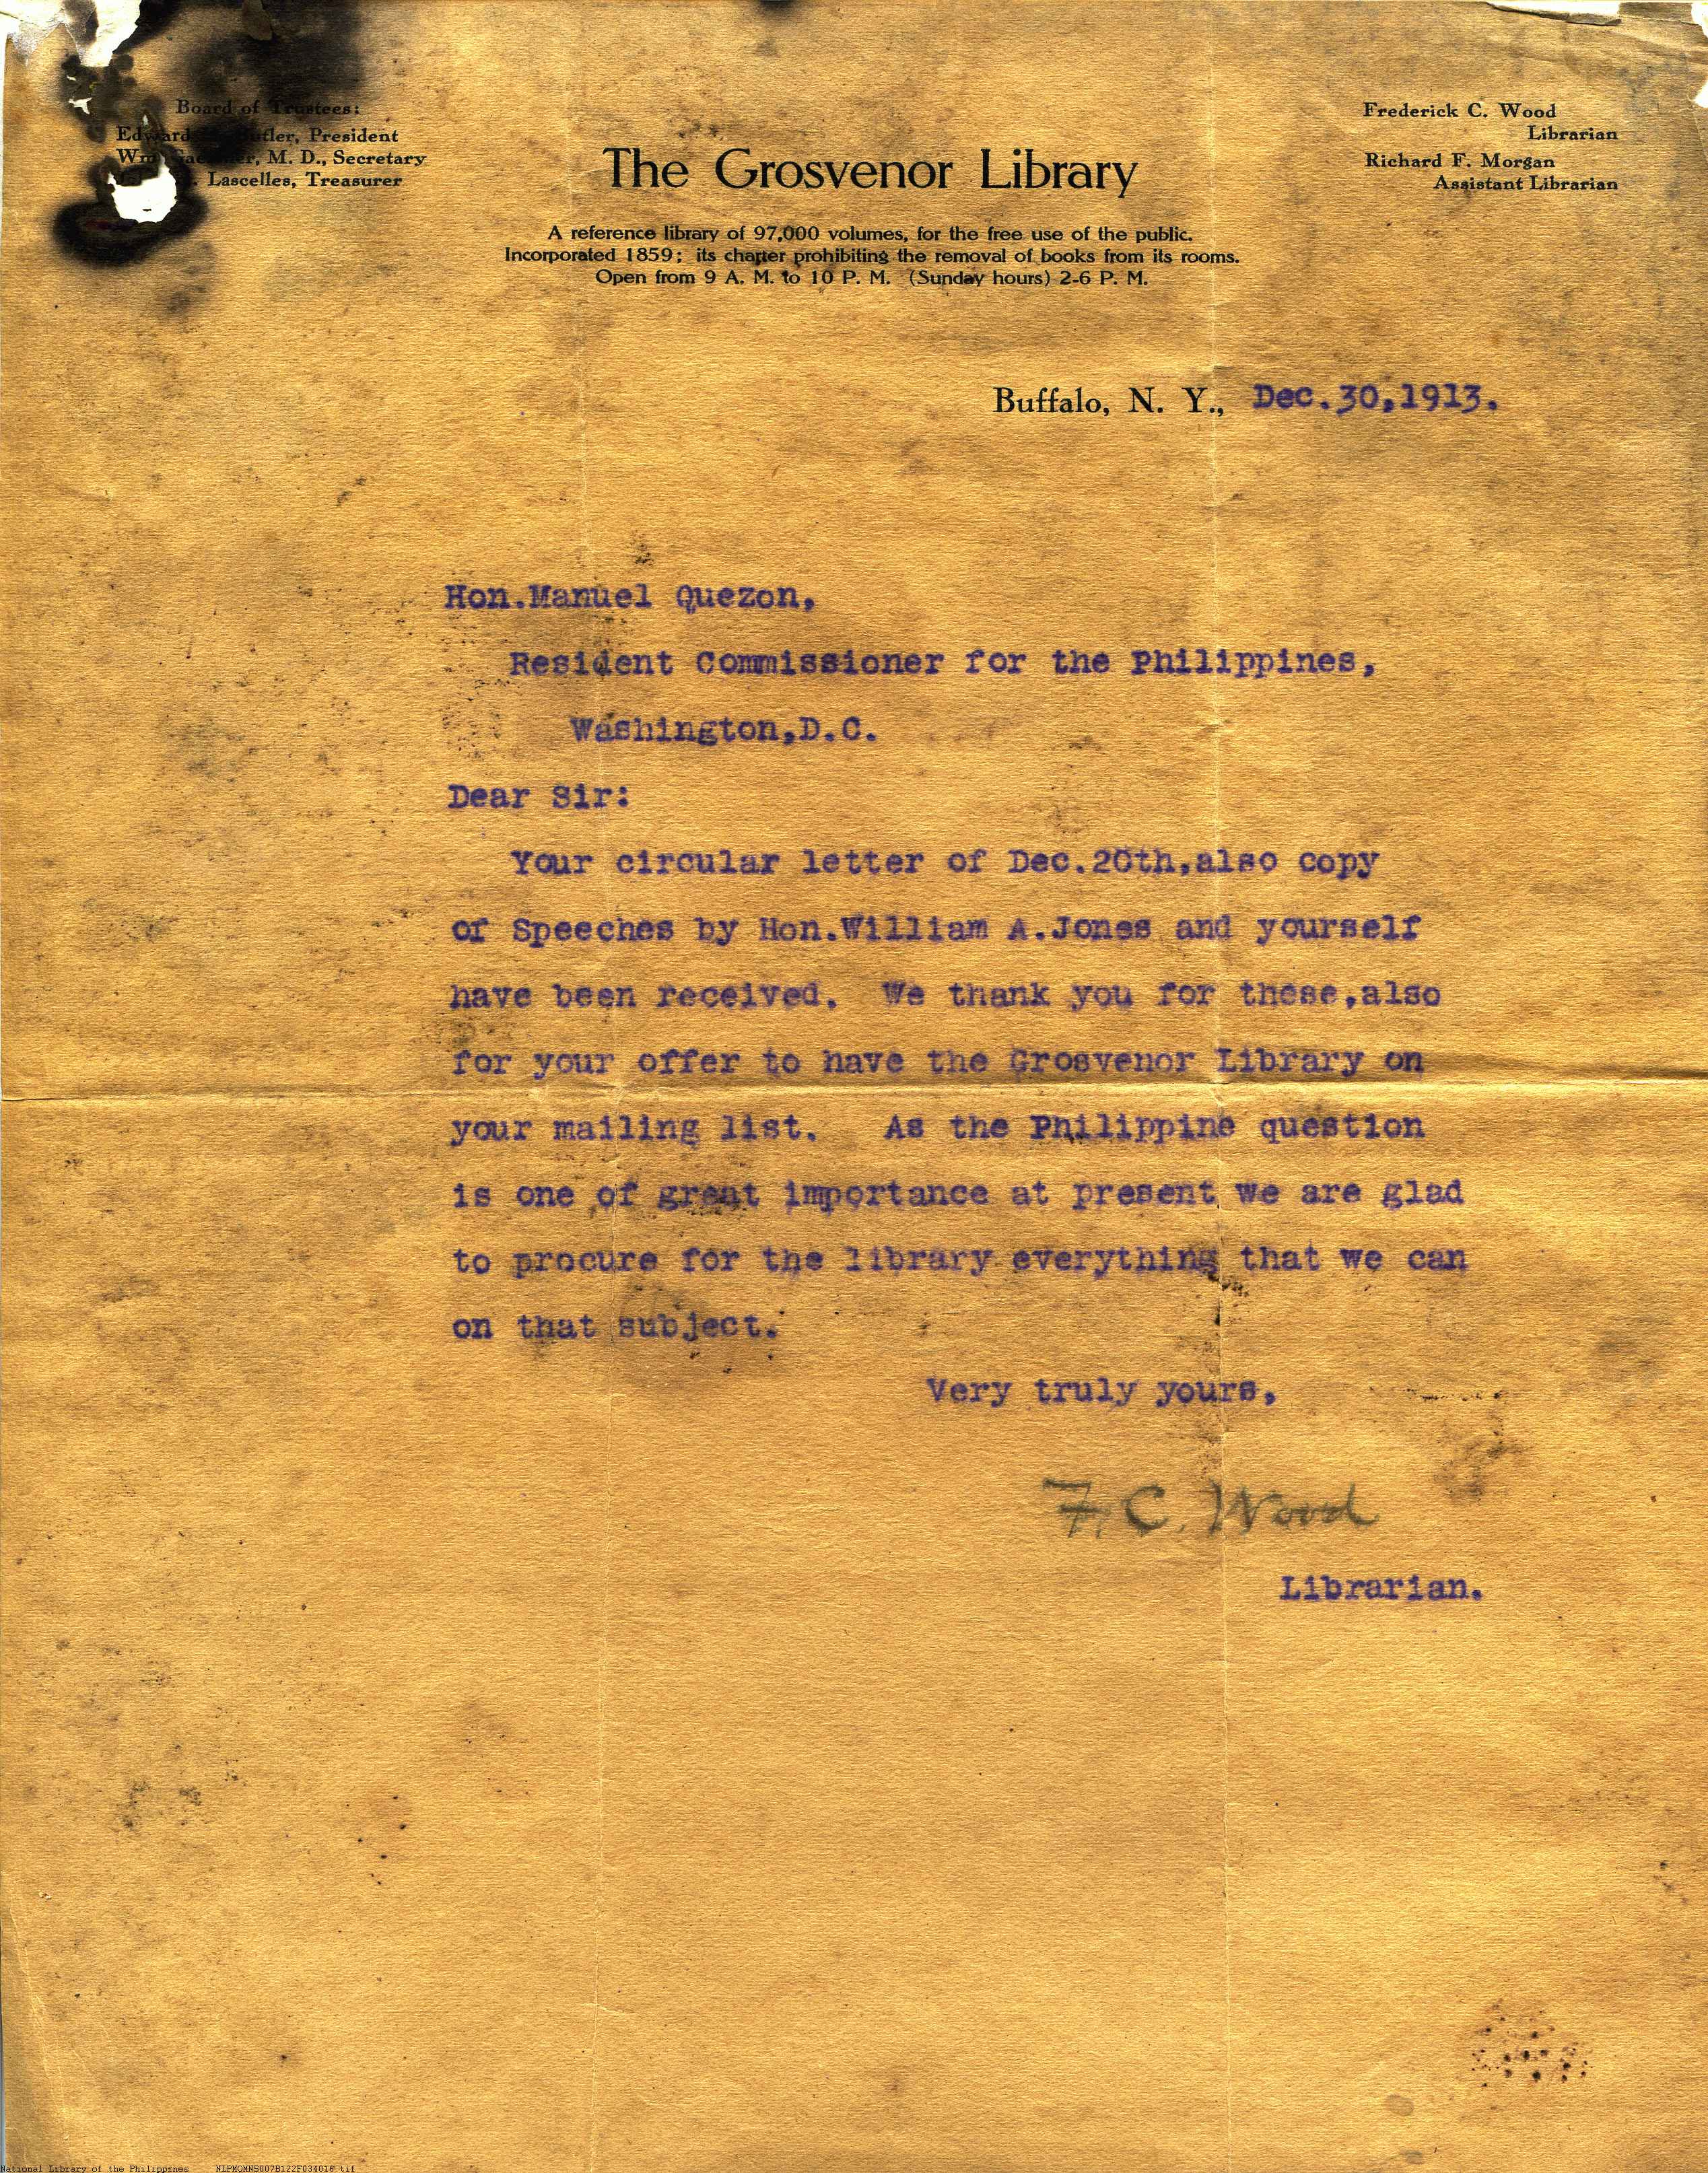 Board of Trustees:
Edward Butler, President
Wm. M. D., Secretary
Lascelles, Treasurer
Frederick C. Wood
Librarian
Richard F. Morgan
Assistant Librarian
The Grosvenor Library
A reference library of 97,000 volumes, for the free use of the public.
Incorporated 1859; its charter prohibiting the removal of books from its rooms.
Open from 9 A. M. to 10 P. M. (Sunday hours) 2-6 P. M.
Buffalo, N. Y., Dec.30,1913.
Hon.Manuel Quezon,
Resident Commissioner for the Philippines,
Washington,D.C.
Dear Sir:
Your circular letter of Dec.20th,also copy
of Speeches by Hon.William A.Jones and yourself
have been received. We thank you for these,also
for your offer to have the Grosvenor Library on
your mailing list. As the Philippine question
is one of great importance at present we are glad
to procure for the library everything that we can
on that subject.
Very truly yours,
F. C. Wood
Librarian.
National Library of the Philippines NLPMQMNS007B122F034016.tif